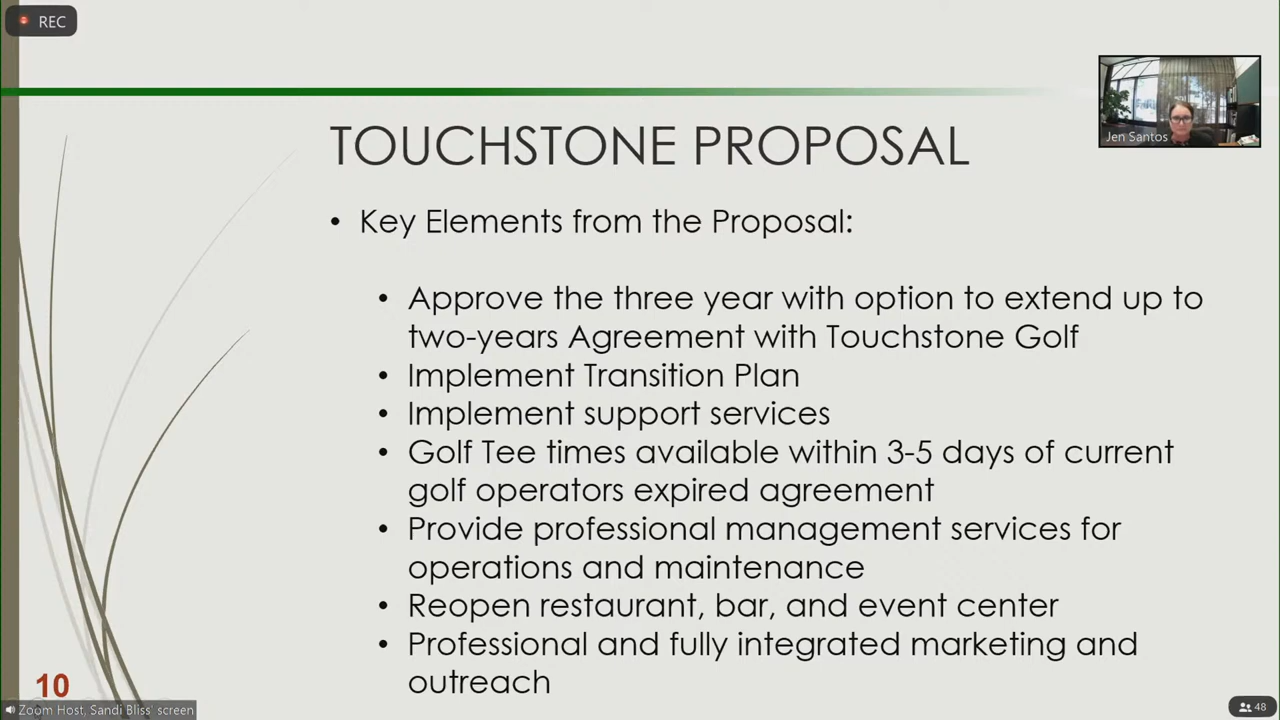 REC
Jen Santos
TOUCHSTONE PROPOSAL
• Key Elements from the Proposal:
• Approve the three year with option to extend up to
two-years Agreement with Touchstone Golf
• Implement Transition Plan
• Implement support services
• Golf Tee times available within 3-5 days of current
golf operators expired agreement
• Provide professional management services for
operations and maintenance
• Reopen restaurant, bar, and event center
• Professional and fully integrated marketing and
outreach
10
Zoom Host, Sandi Bliss' screen
48